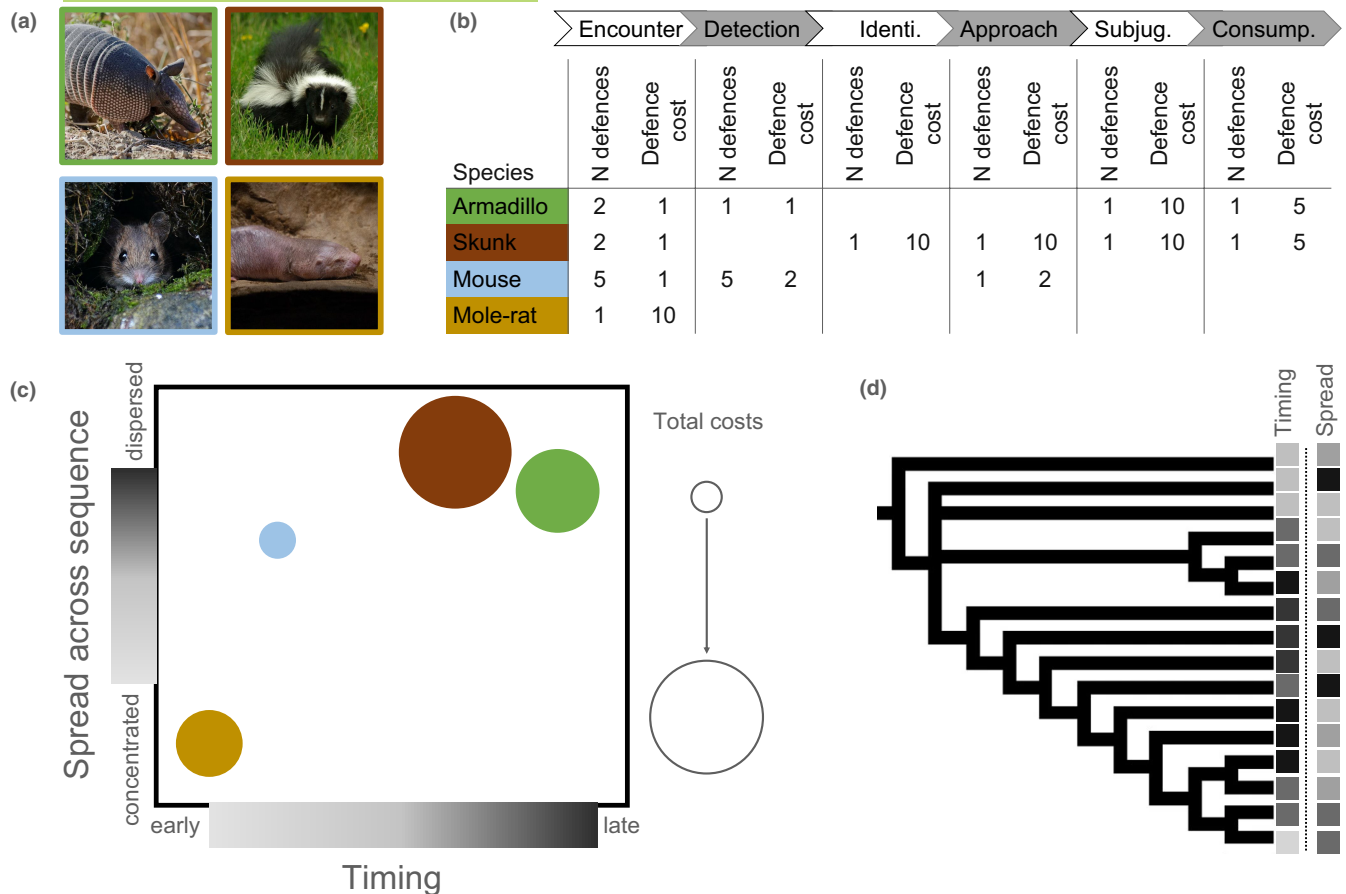 (a)
(b)
Encounter Detection Identi. Approach Subjug. Consump.
Species N defences Defence cost N defences Defence cost N defences Defence cost N defences Defence cost N defences Defence cost N defences Defence cost
Armadillo 2 1 1 1 1 10 1 5
Skunk 2 1 1 10 1 10 1 10 1 5
Mouse 5 1 5 2 1 2
Mole-rat 1 10
(c)
Spread across sequence
dispersed
concentrated
early
late
Timing
Total costs
(d)
Timing
Spread